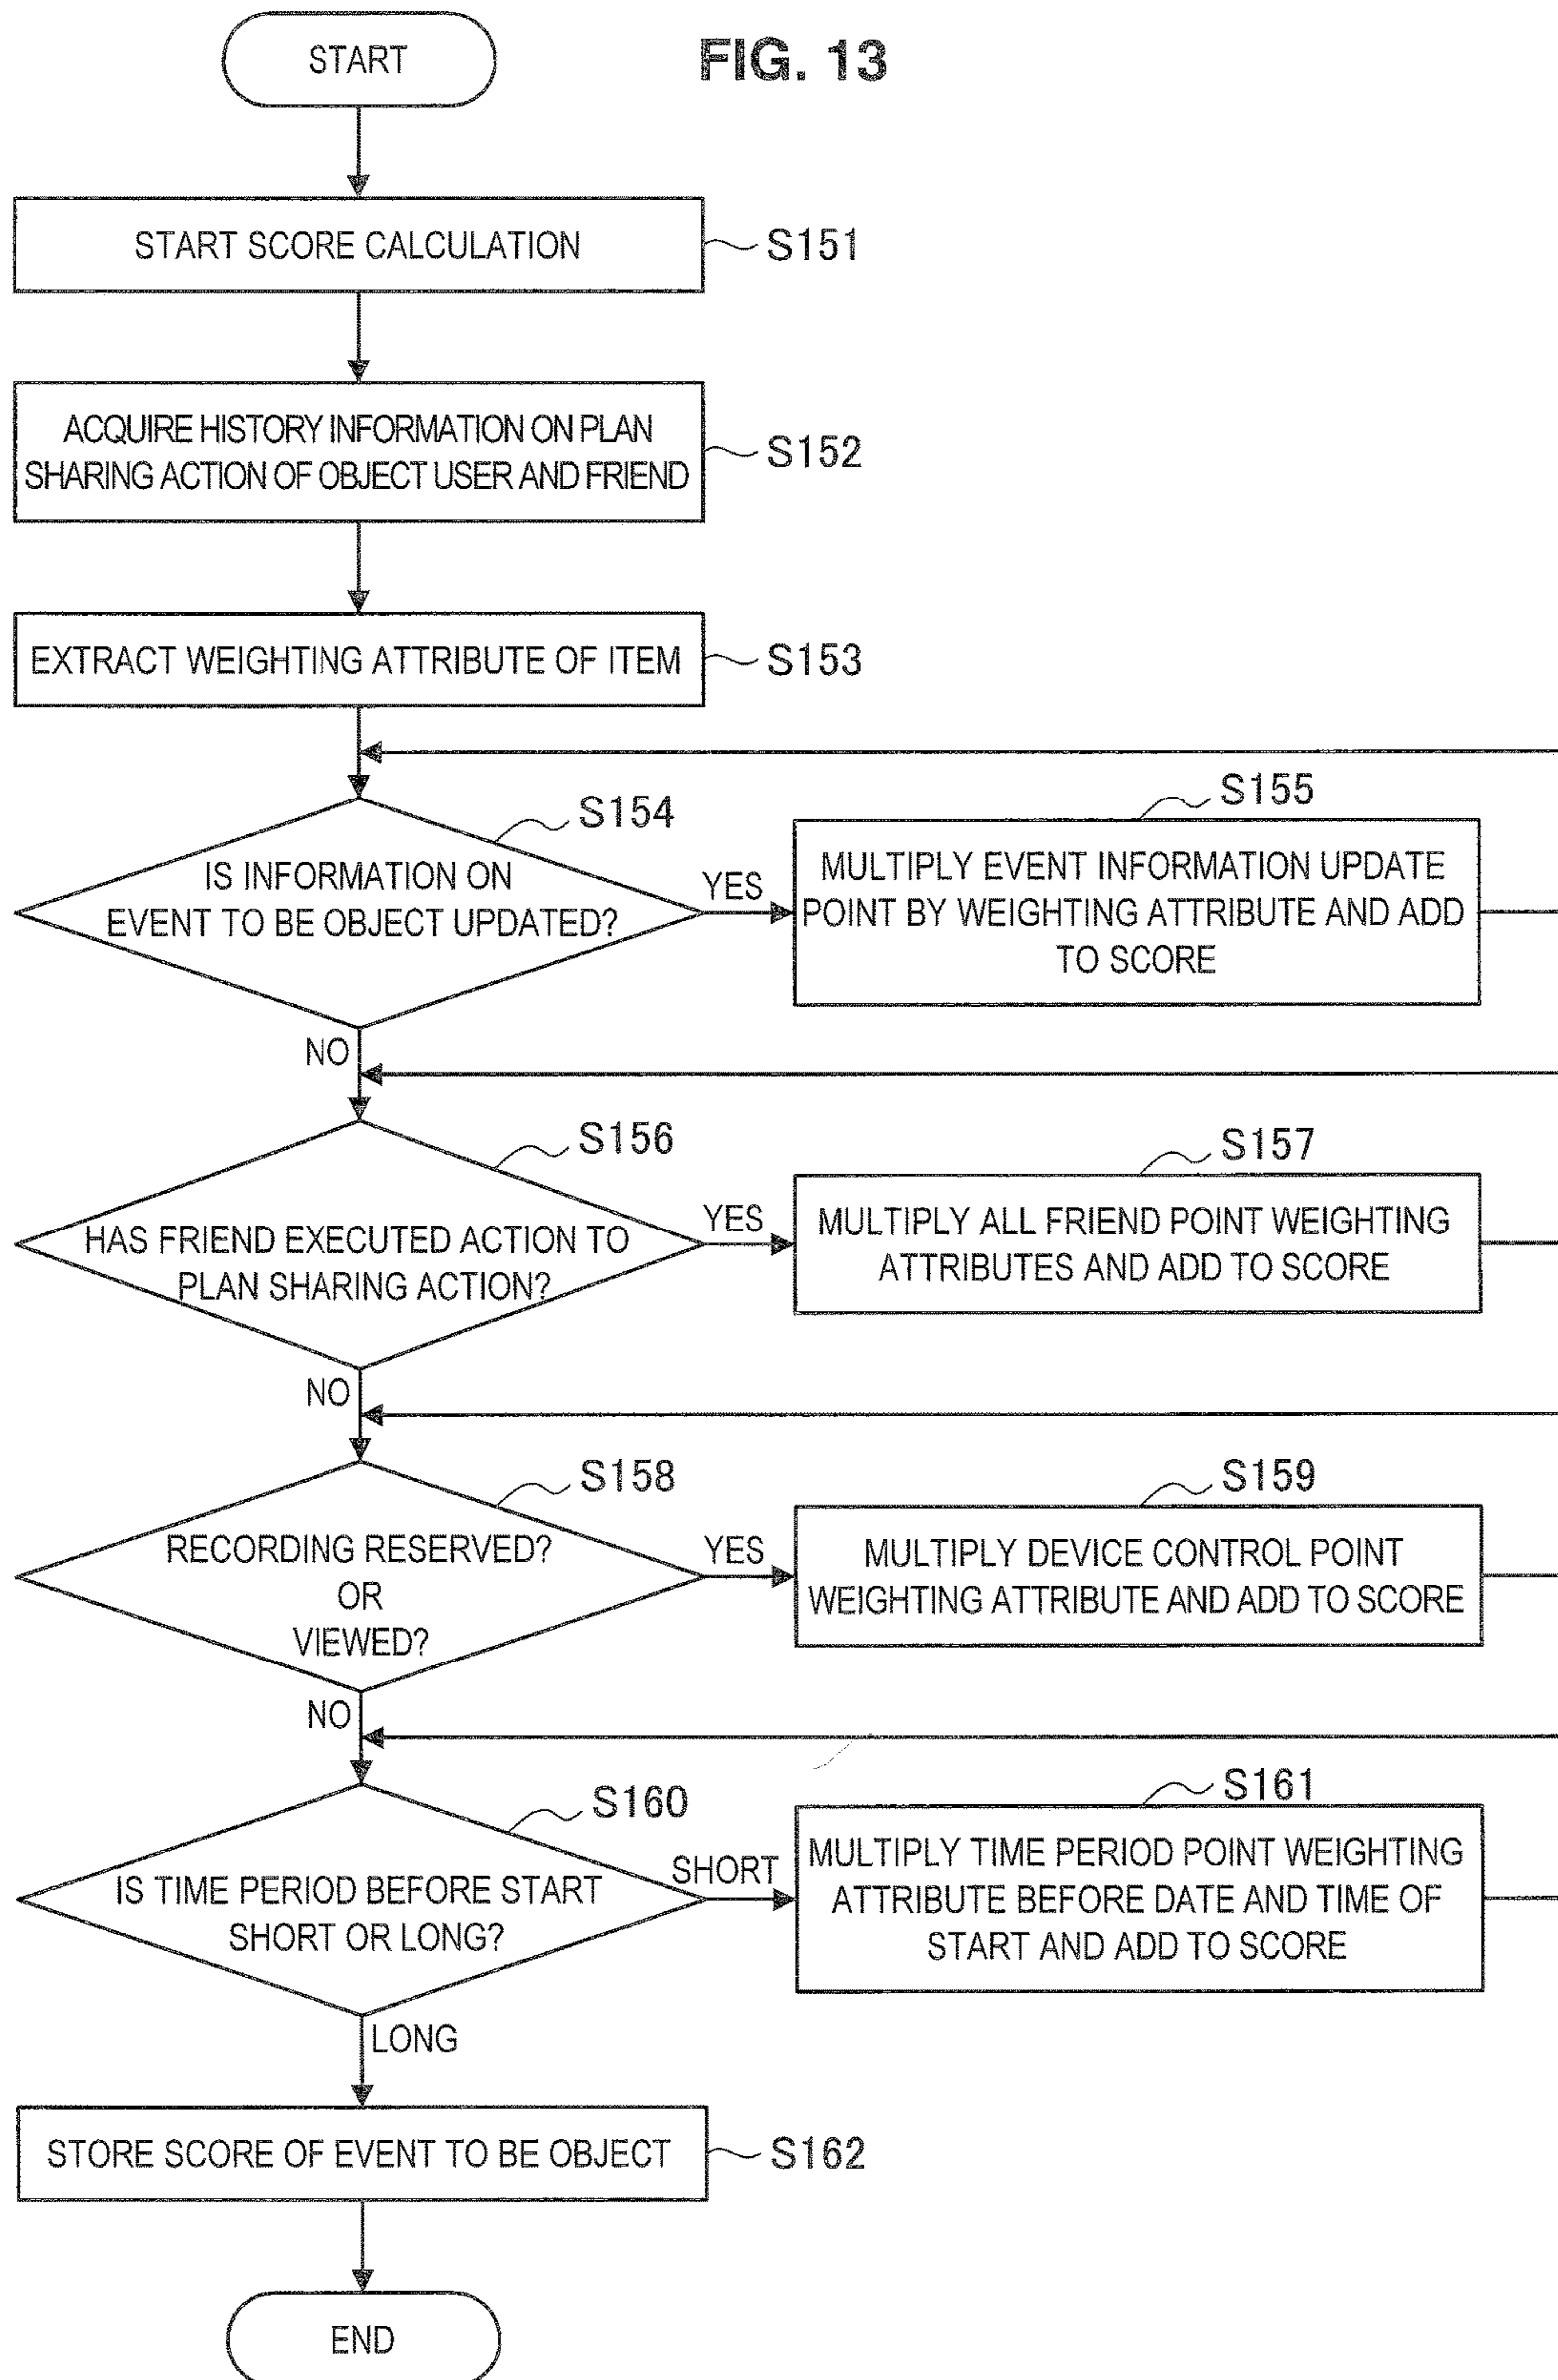 START
FIG. 13
START SCORE CALCULATION
S151
ACQUIRE HISTORY INFORMATION ON PLAN
SHARING ACTION OF OBJECT USER AND FRIEND
S152
EXTRACT WEIGHTING ATTRIBUTE OF ITEM
S153
S154
IS INFORMATION ON
EVENT TO BE OBJECT UPDATED?
YES
S155
MULTIPLY EVENT INFORMATION UPDATE
POINT BY WEIGHTING ATTRIBUTE AND ADD
TO SCORE
NO
S156
HAS FRIEND EXECUTED ACTION TO
PLAN SHARING ACTION?
YES
S157
MULTIPLY ALL FRIEND POINT WEIGHTING
ATTRIBUTES AND ADD TO SCORE
NO
S158
RECORDING RESERVED?
OR
VIEWED?
YES
S159
MULTIPLY DEVICE CONTROL POINT
WEIGHTING ATTRIBUTE AND ADD TO SCORE
NO
S160
IS TIME PERIOD BEFORE START
SHORT OR LONG?
SHORT
S161
MULTIPLY TIME PERIOD POINT WEIGHTING
ATTRIBUTE BEFORE DATE AND TIME OF
START AND ADD TO SCORE
LONG
STORE SCORE OF EVENT TO BE OBJECT
S162
END